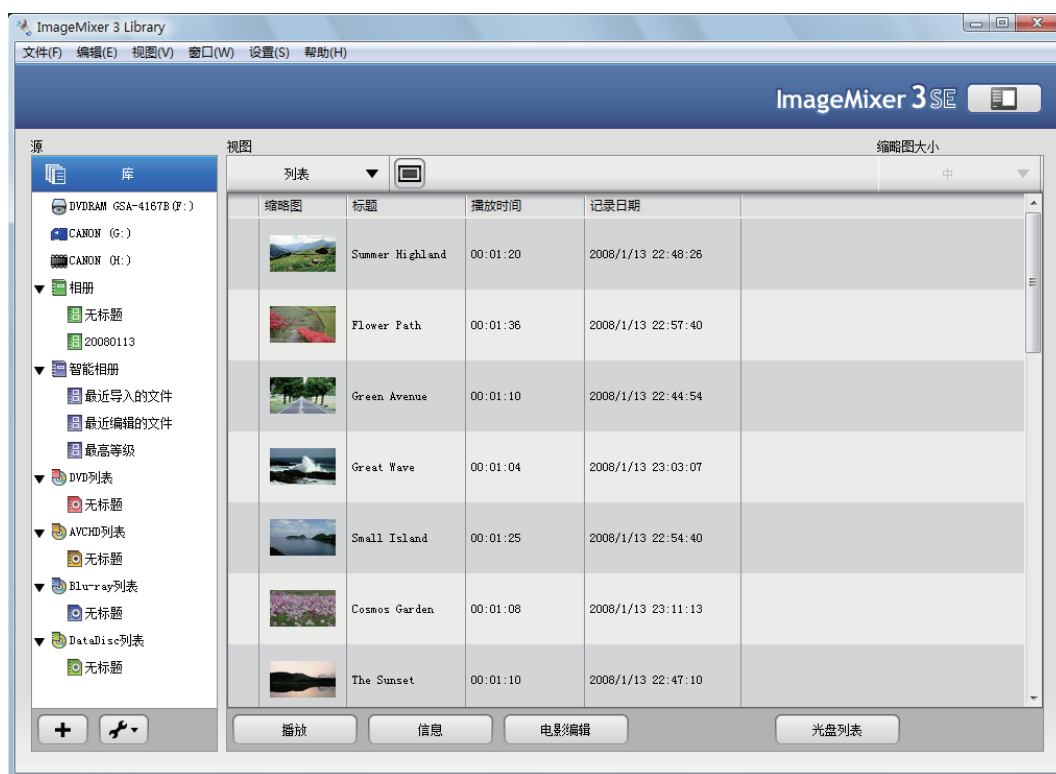 ImageMixer 3 Library
文件(F) 编辑(E) 视图(V) 窗口(W) 设置(S) 帮助(H)
ImageMixer 3 SE
源 视图 缩略图大小
库 列表 中
缩略图 标题 播放时间 记录日期
DVDRAM GSA-4167B(F:)
CANON (G:)
CANON (H:)
相册
无标题
20080113
智能相册
最近导入的文件
最近编辑的文件
最高等级
DVD列表
无标题
AVCHD列表
无标题
Blu-ray列表
无标题
DataDisc列表
无标题
Summer Highland 00:01:20 2008/1/13 22:48:26
Flower Path 00:01:36 2008/1/13 22:57:40
Green Avenue 00:01:10 2008/1/13 22:44:54
Great Wave 00:01:04 2008/1/13 23:03:07
Small Island 00:01:25 2008/1/13 22:54:40
Cosmos Garden 00:01:08 2008/1/13 23:11:13
The Sunset 00:01:10 2008/1/13 22:47:10
播放 信息 电影编辑 光盘列表